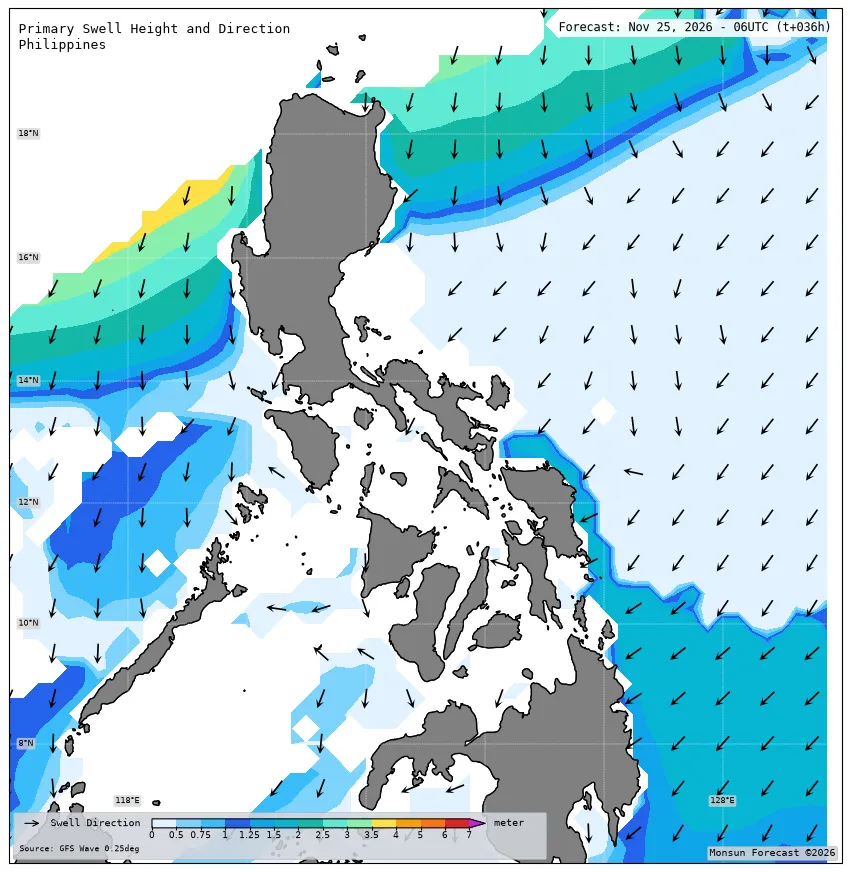 Primary Swell Height and Direction
Philippines
Forecast: Nov 25, 2026 - 06UTC (t+036h)
18°N
16°N
14°N
12°N
10°N
8°N
118°E
128°E
Swell Direction
meter
0 0.5 0.75 1 1.25 1.5 2 2.5 3 3.5 4 5 6 7
Source: GFS Wave 0.25deg
Monsun Forecast ©2026